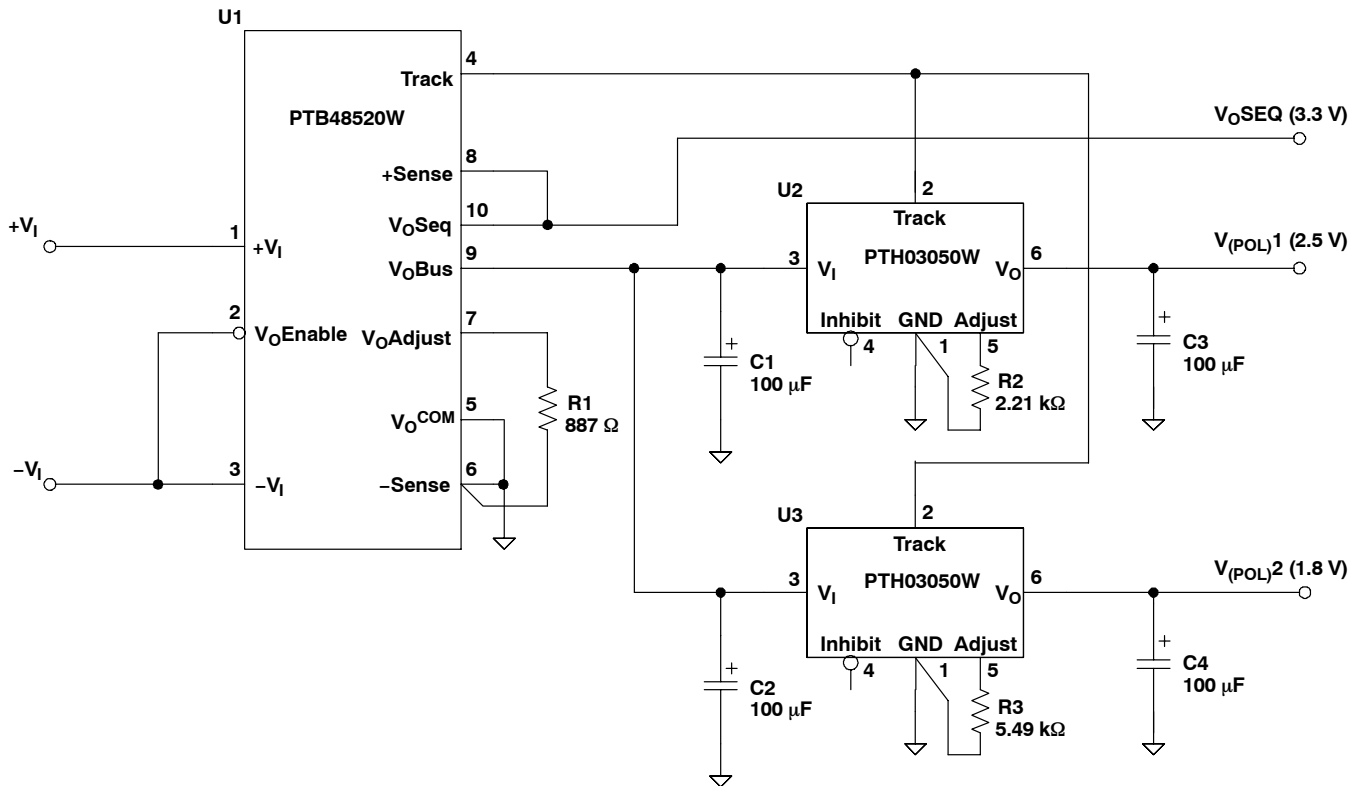 U1
4
Track
PTB48520W
VOSEQ (3.3 V)
8
+Sense
U2
2
10
VOSeq
Track
+VI
1
+VI
9
VOBus
3
VI
PTH03050W
VO
6
V(POL)1 (2.5 V)
2
VOEnable
7
VOAdjust
Inhibit
GND
Adjust
4
1
5
+
C1
100 μF
R2
2.21 kΩ
+
C3
100 μF
R1
887 Ω
5
VOCOM
−VI
3
−VI
6
−Sense
U3
2
Track
3
VI
PTH03050W
VO
6
V(POL)2 (1.8 V)
Inhibit
GND
Adjust
4
1
5
+
C2
100 μF
R3
5.49 kΩ
+
C4
100 μF